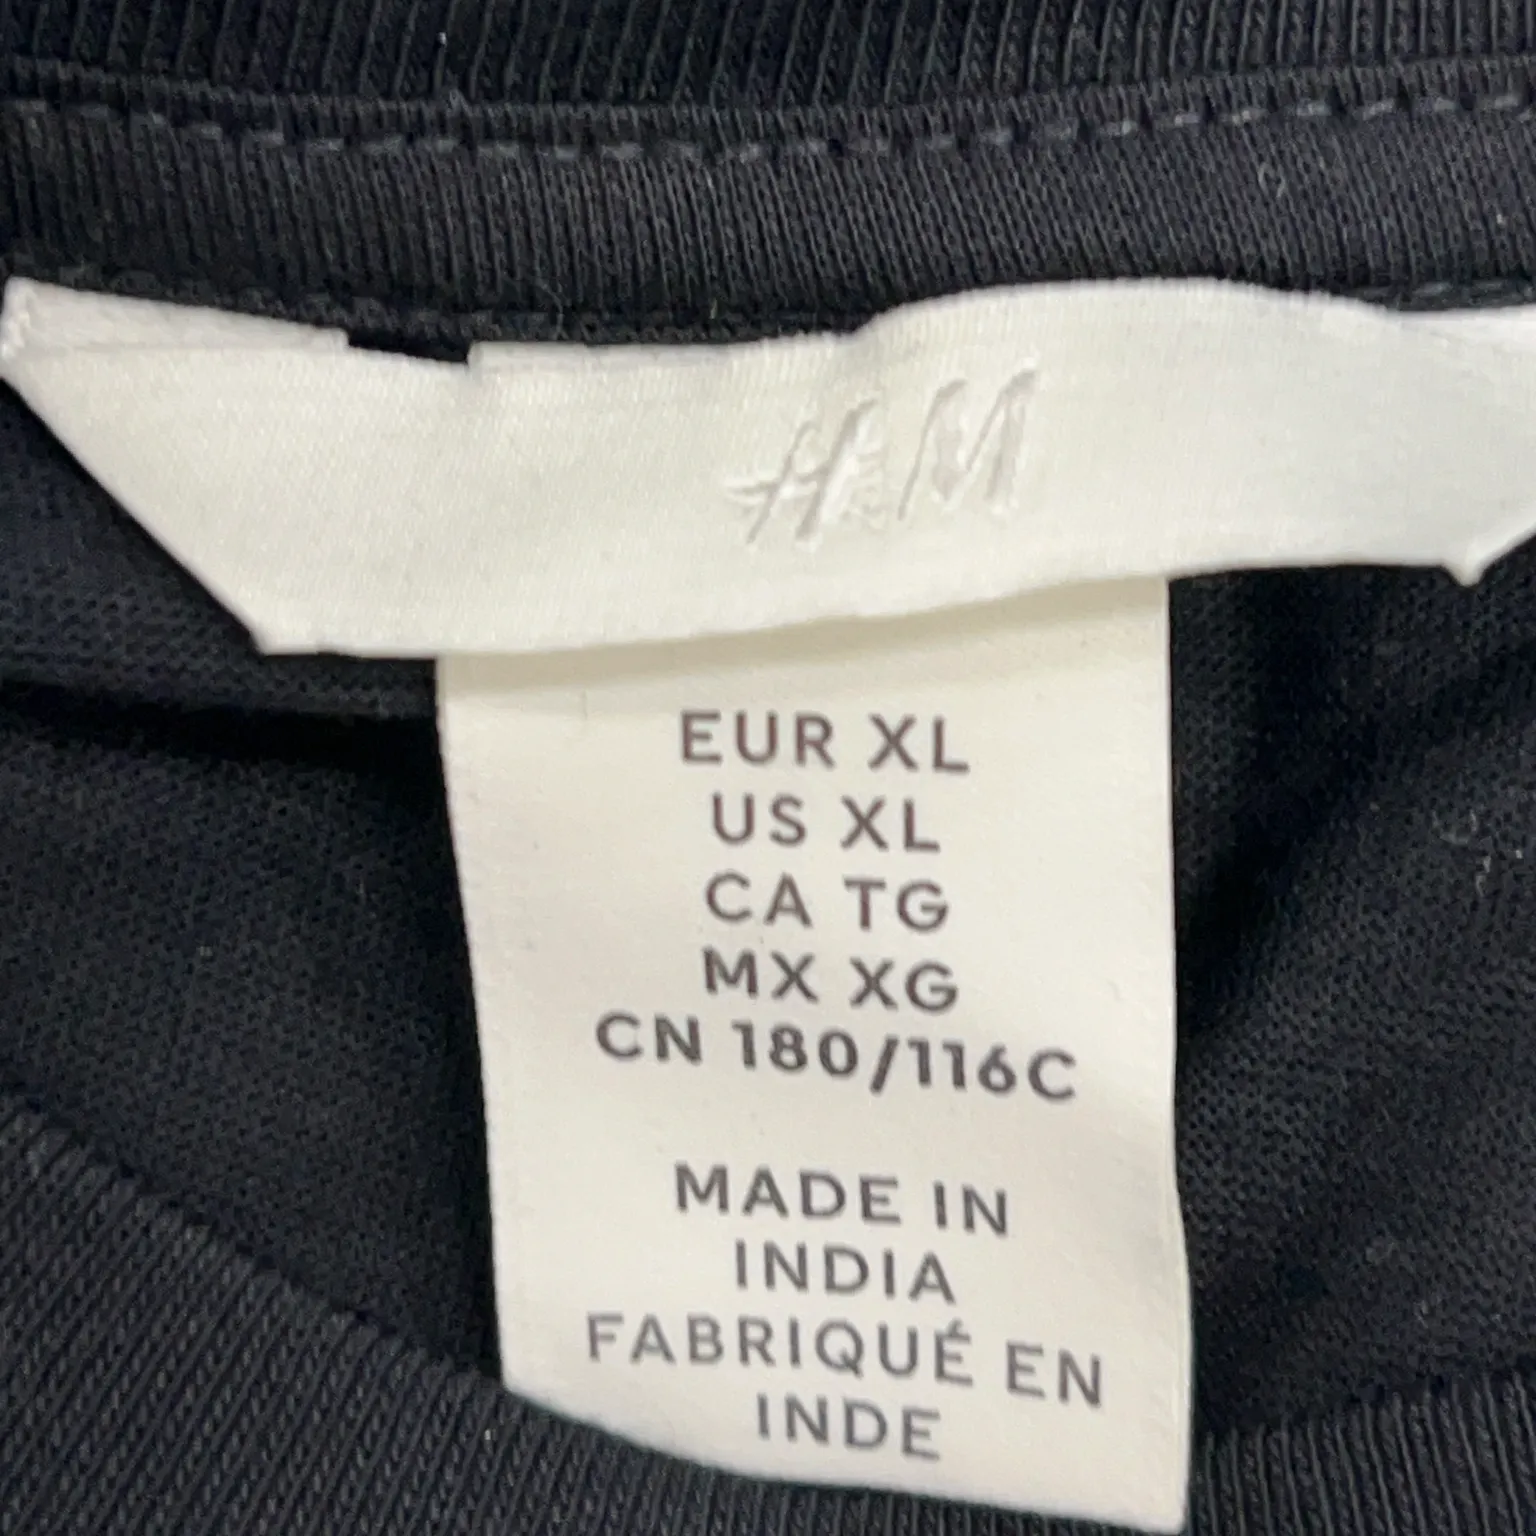 H&M
EUR XL
US XL
CA TG
MX XG
CN 180/116C
MADE IN
INDIA
FABRIQUÉ EN
INDE